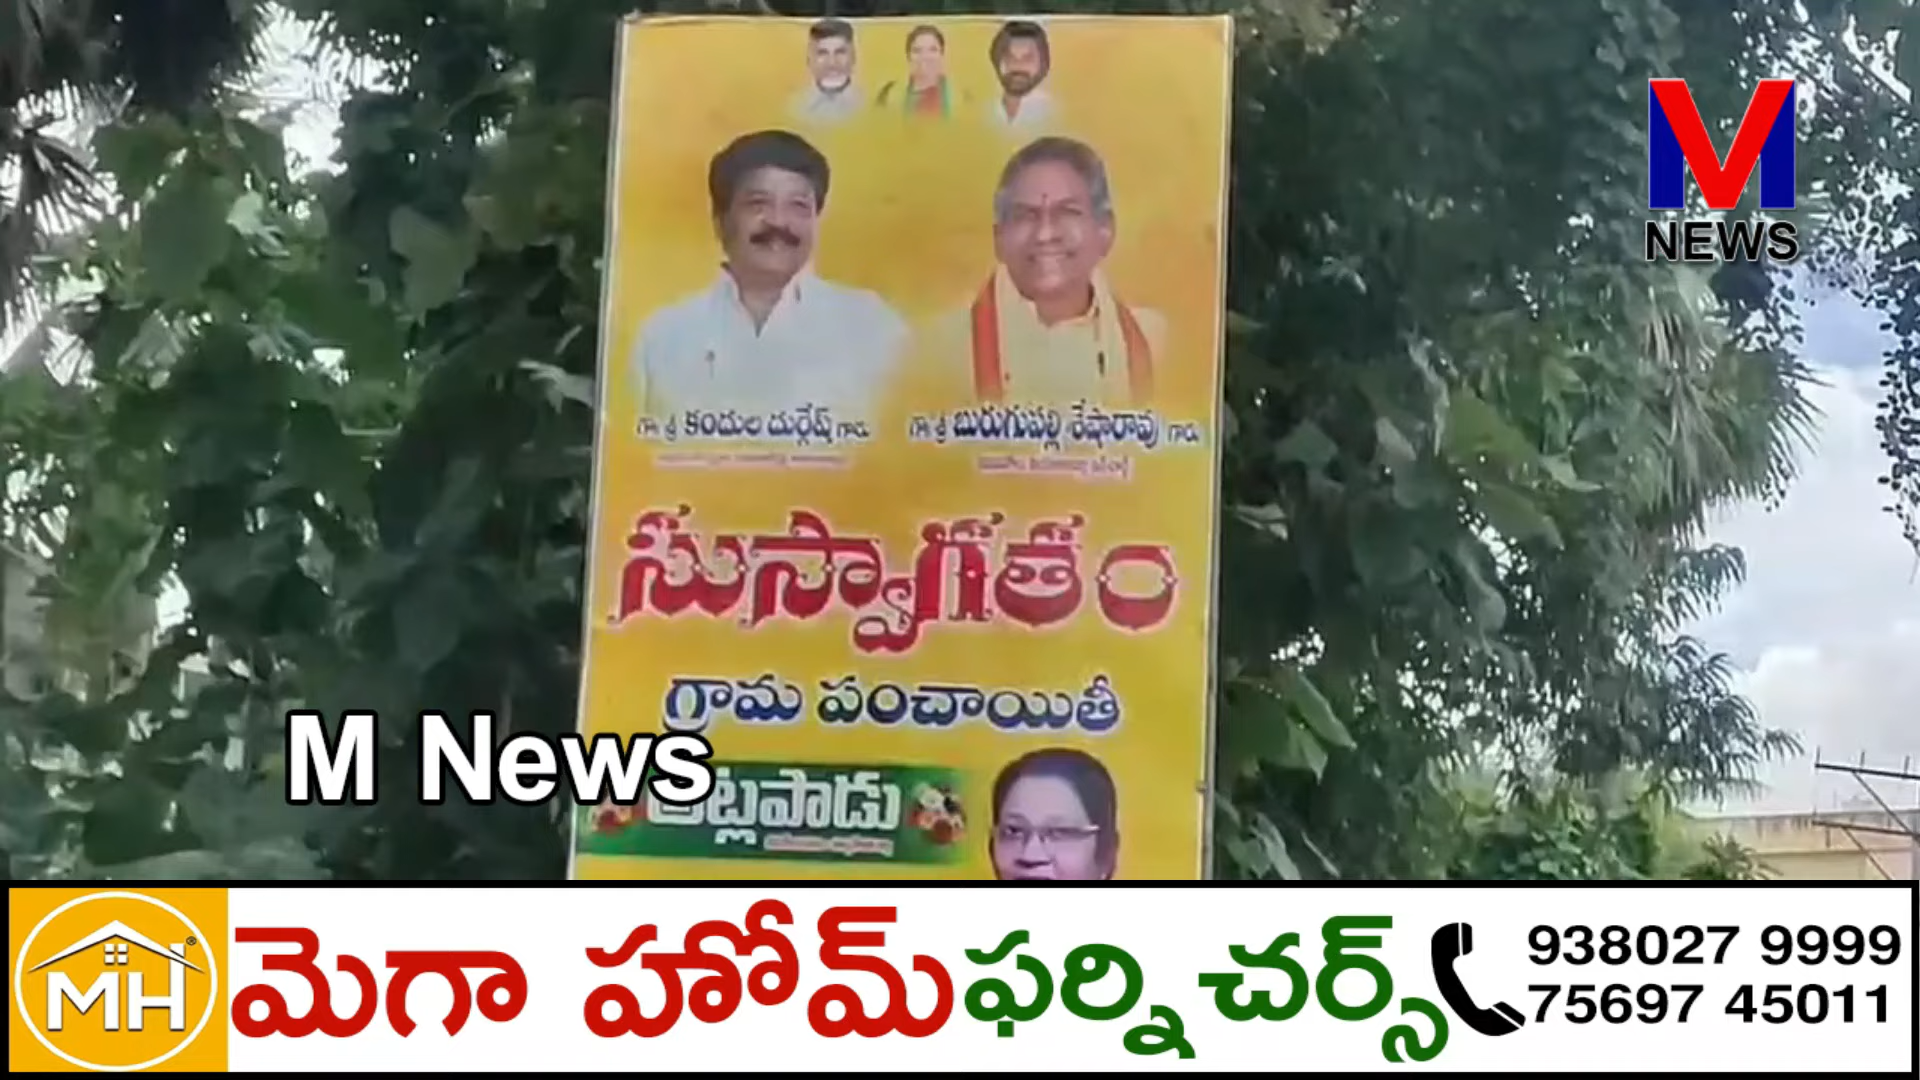 M
NEWS
గౌ శ్రీ కందుల దుర్గేష్ గారు
గౌ శ్రీ బురుగుపల్లి శేషారావు గారు
సుస్వాగతం
గ్రామ పంచాయితీ
M News
MH
మెగా హోమ్ ఫర్నిచర్స్
938027 9999
75697 45011